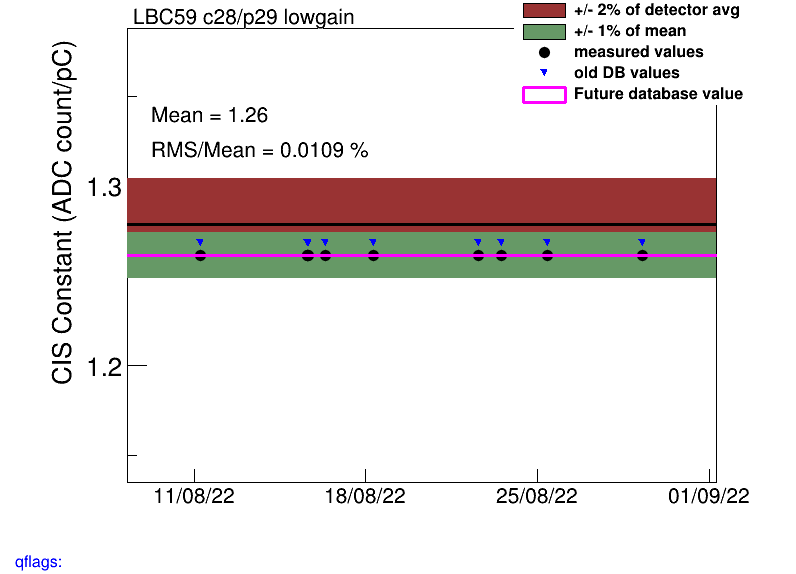 LBC59 c28/p29 lowgain
+/- 2% of detector avg
+/- 1% of mean
measured values
old DB values
Future database value
Mean = 1.26
RMS/Mean = 0.0109 %
CIS Constant (ADC count/pC)
1.3
1.2
11/08/22 18/08/22 25/08/22 01/09/22
qflags: